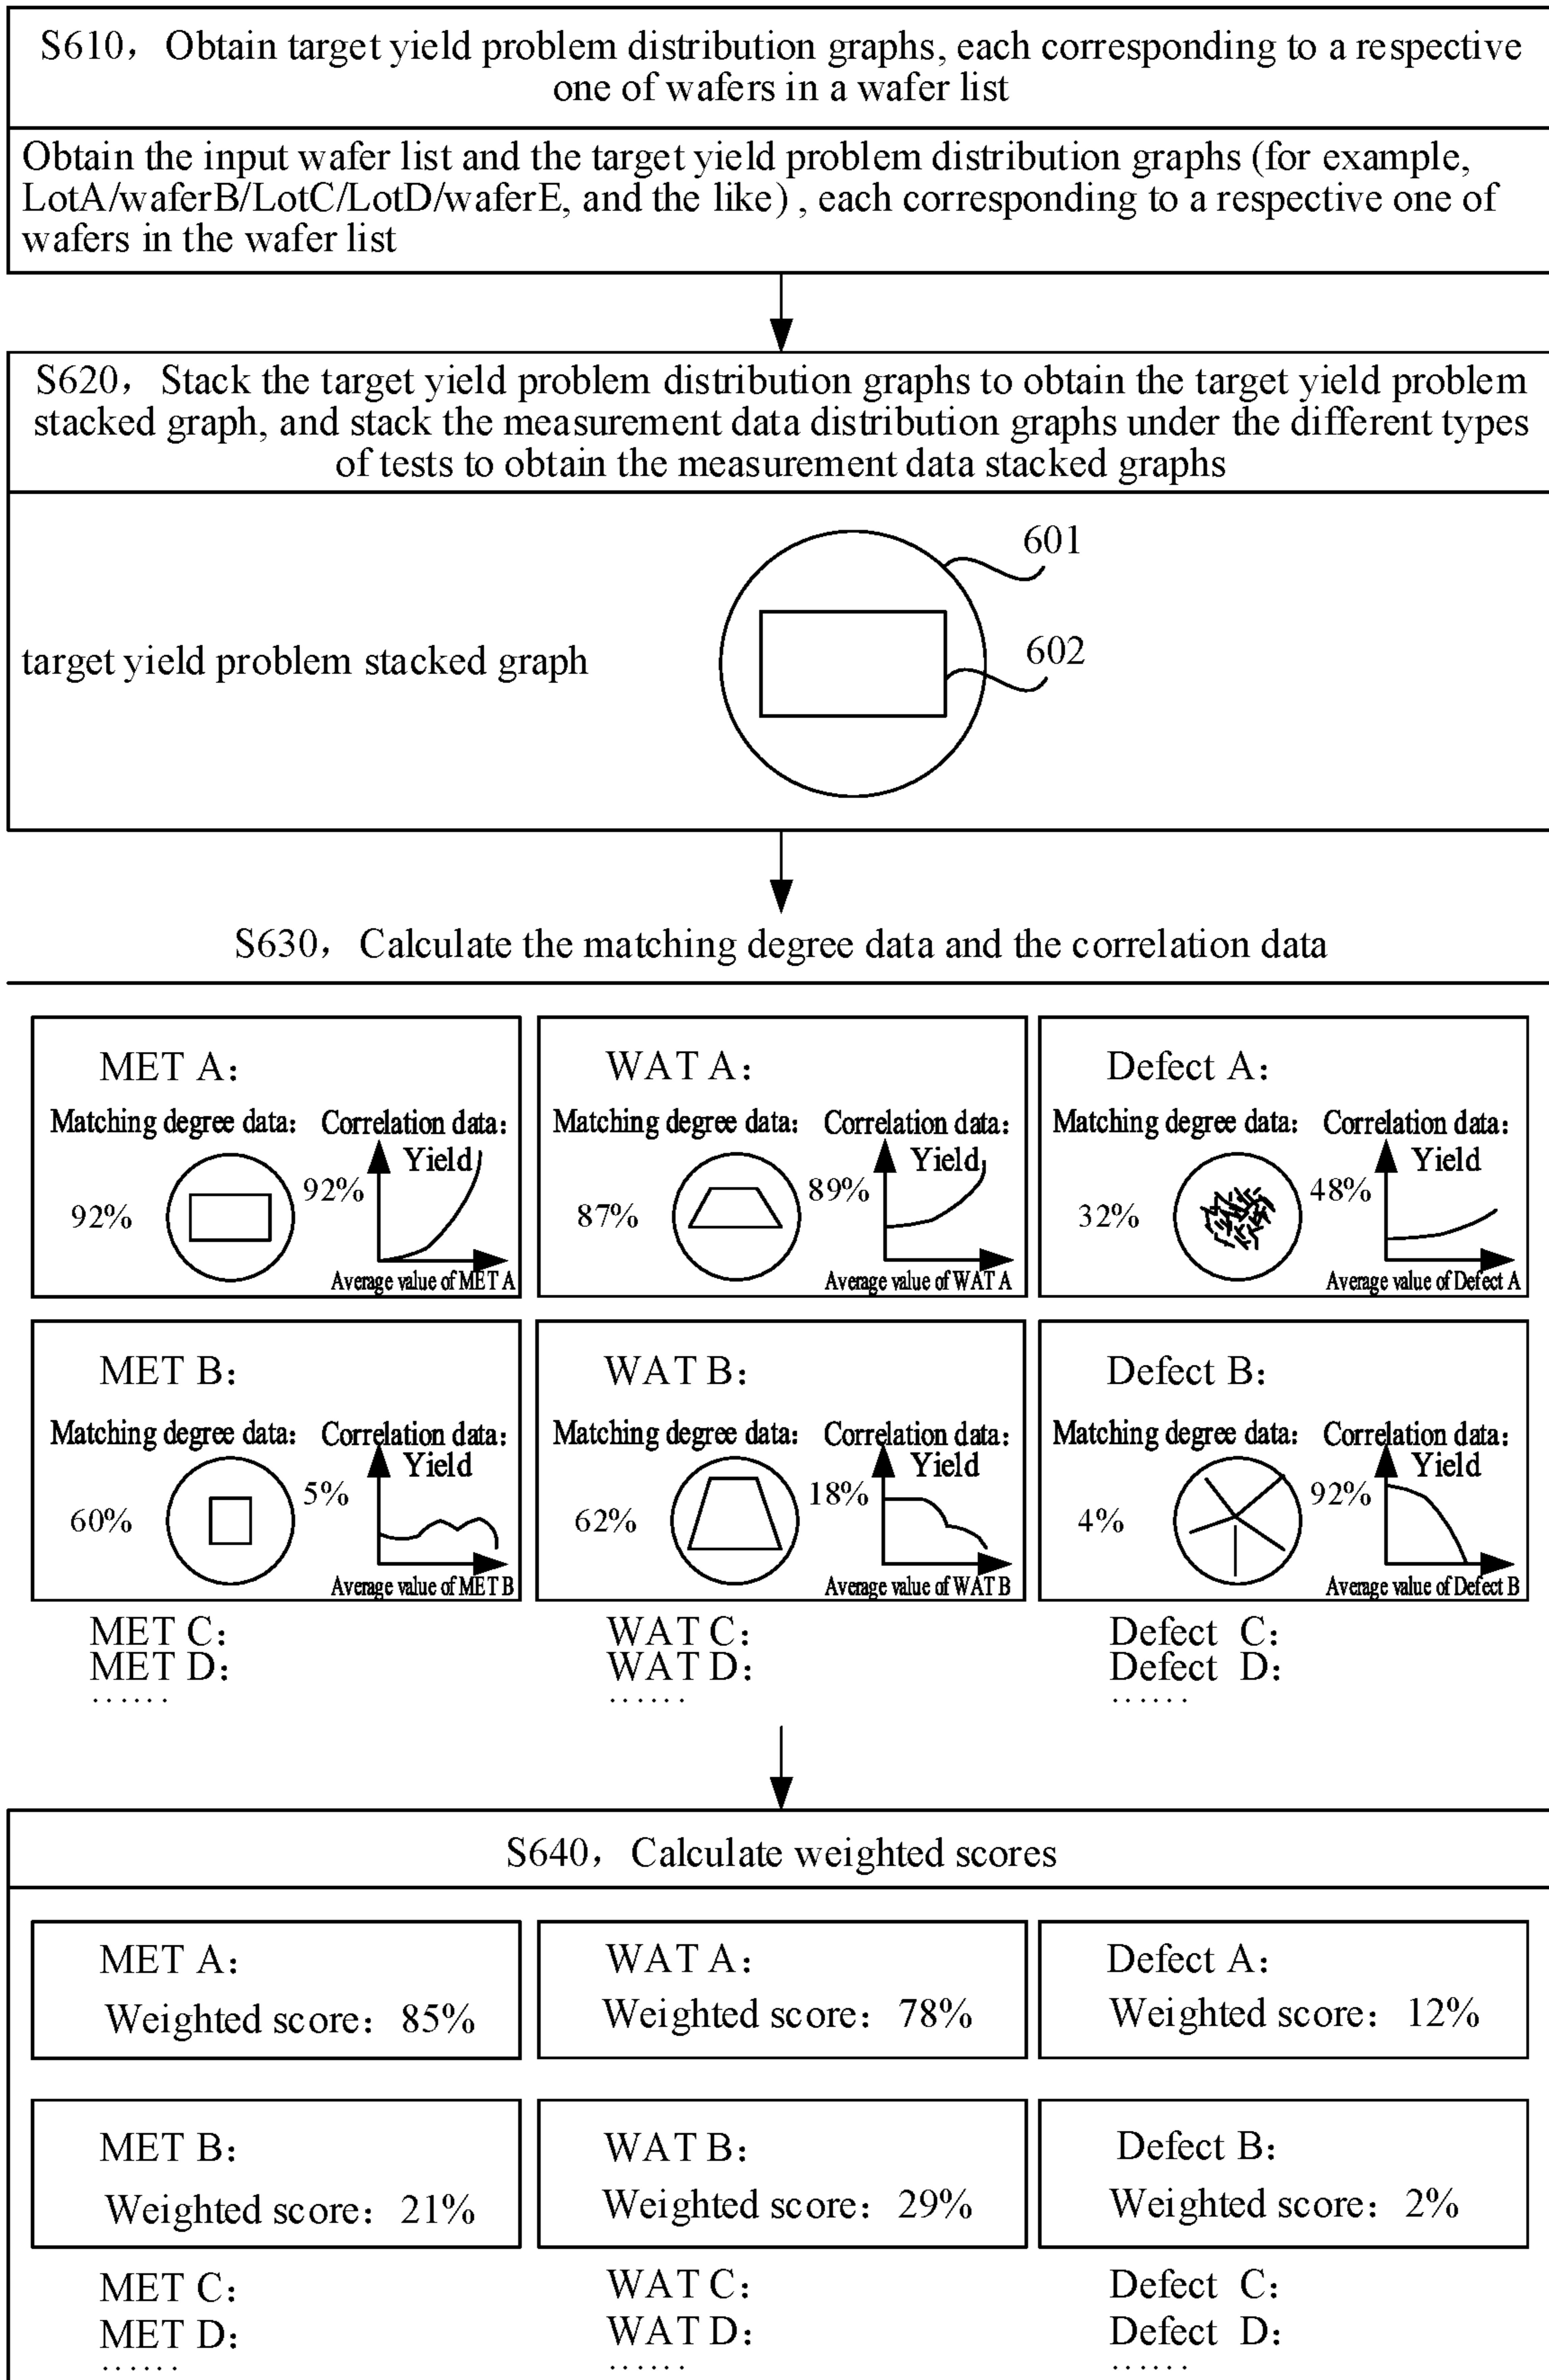 S610，Obtain target yield problem distribution graphs, each corresponding to a respective
one of wafers in a wafer list
Obtain the input wafer list and the target yield problem distribution graphs (for example,
LotA/waferB/LotC/LotD/waferE, and the like) , each corresponding to a respective one of
wafers in the wafer list
S620，Stack the target yield problem distribution graphs to obtain the target yield problem
stacked graph, and stack the measurement data distribution graphs under the different types
of tests to obtain the measurement data stacked graphs
601
target yield problem stacked graph
602
S630，Calculate the matching degree data and the correlation data
MET A：
Matching degree data：
Correlation data：
Yield
92%
92%
Average value of MET A
WAT A：
Matching degree data：
Correlation data：
Yield
87%
89%
Average value of WAT A
Defect A：
Matching degree data：
Correlation data：
Yield
32%
48%
Average value of Defect A
MET B：
Matching degree data：
Correlation data：
Yield
60%
5%
Average value of MET B
WAT B：
Matching degree data：
Correlation data：
Yield
62%
18%
Average value of WAT B
Defect B：
Matching degree data：
Correlation data：
Yield
4%
92%
Average value of Defect B
MET C：
MET D：
······
WAT C：
WAT D：
······
Defect C：
Defect D：
······
S640，Calculate weighted scores
MET A：
Weighted score：85%
WAT A：
Weighted score：78%
Defect A：
Weighted score：12%
MET B：
Weighted score：21%
WAT B：
Weighted score：29%
Defect B：
Weighted score：2%
MET C：
MET D：
······
WAT C：
WAT D：
······
Defect C：
Defect D：
······